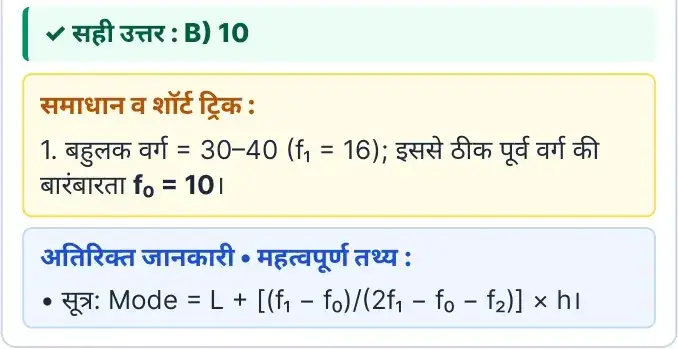 ✓ सही उत्तर : B) 10
समाधान व शॉर्ट ट्रिक :
1. बहुलक वर्ग = 30–40 (f₁ = 16); इससे ठीक पूर्व वर्ग की
बारंबारता f₀ = 10।
अतिरिक्त जानकारी • महत्वपूर्ण तथ्य :
• सूत्र: Mode = L + [(f₁ − f₀)/(2f₁ − f₀ − f₂)] × h।